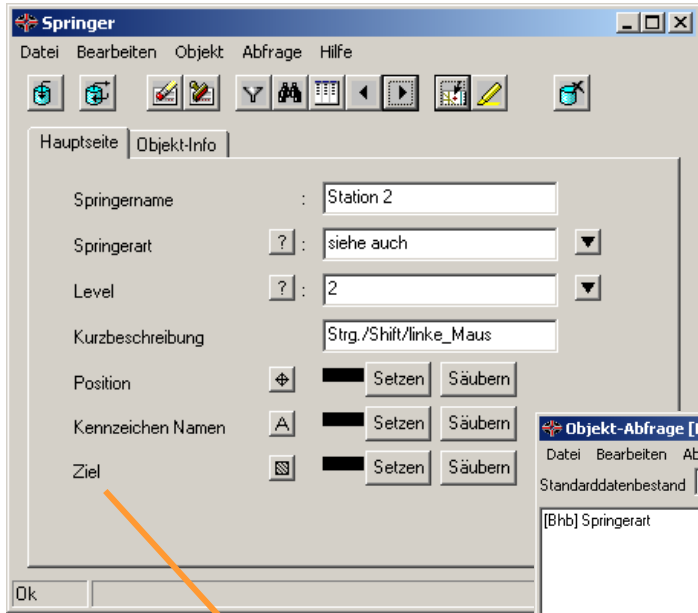 Springer
Datei Bearbeiten Objekt Abfrage Hilfe
Hauptseite Objekt-Info
Springername : Station 2
Springerart ? : siehe auch
Level ? : 2
Kurzbeschreibung Strg./Shift/linke_Maus
Position Setzen Säubern
Kennzeichen Namen A Setzen Säubern
Ziel Setzen Säubern
Ok
Objekt-Abfrage [
Datei Bearbeiten Ab
Standarddatenbestand
[Bhb] Springerart